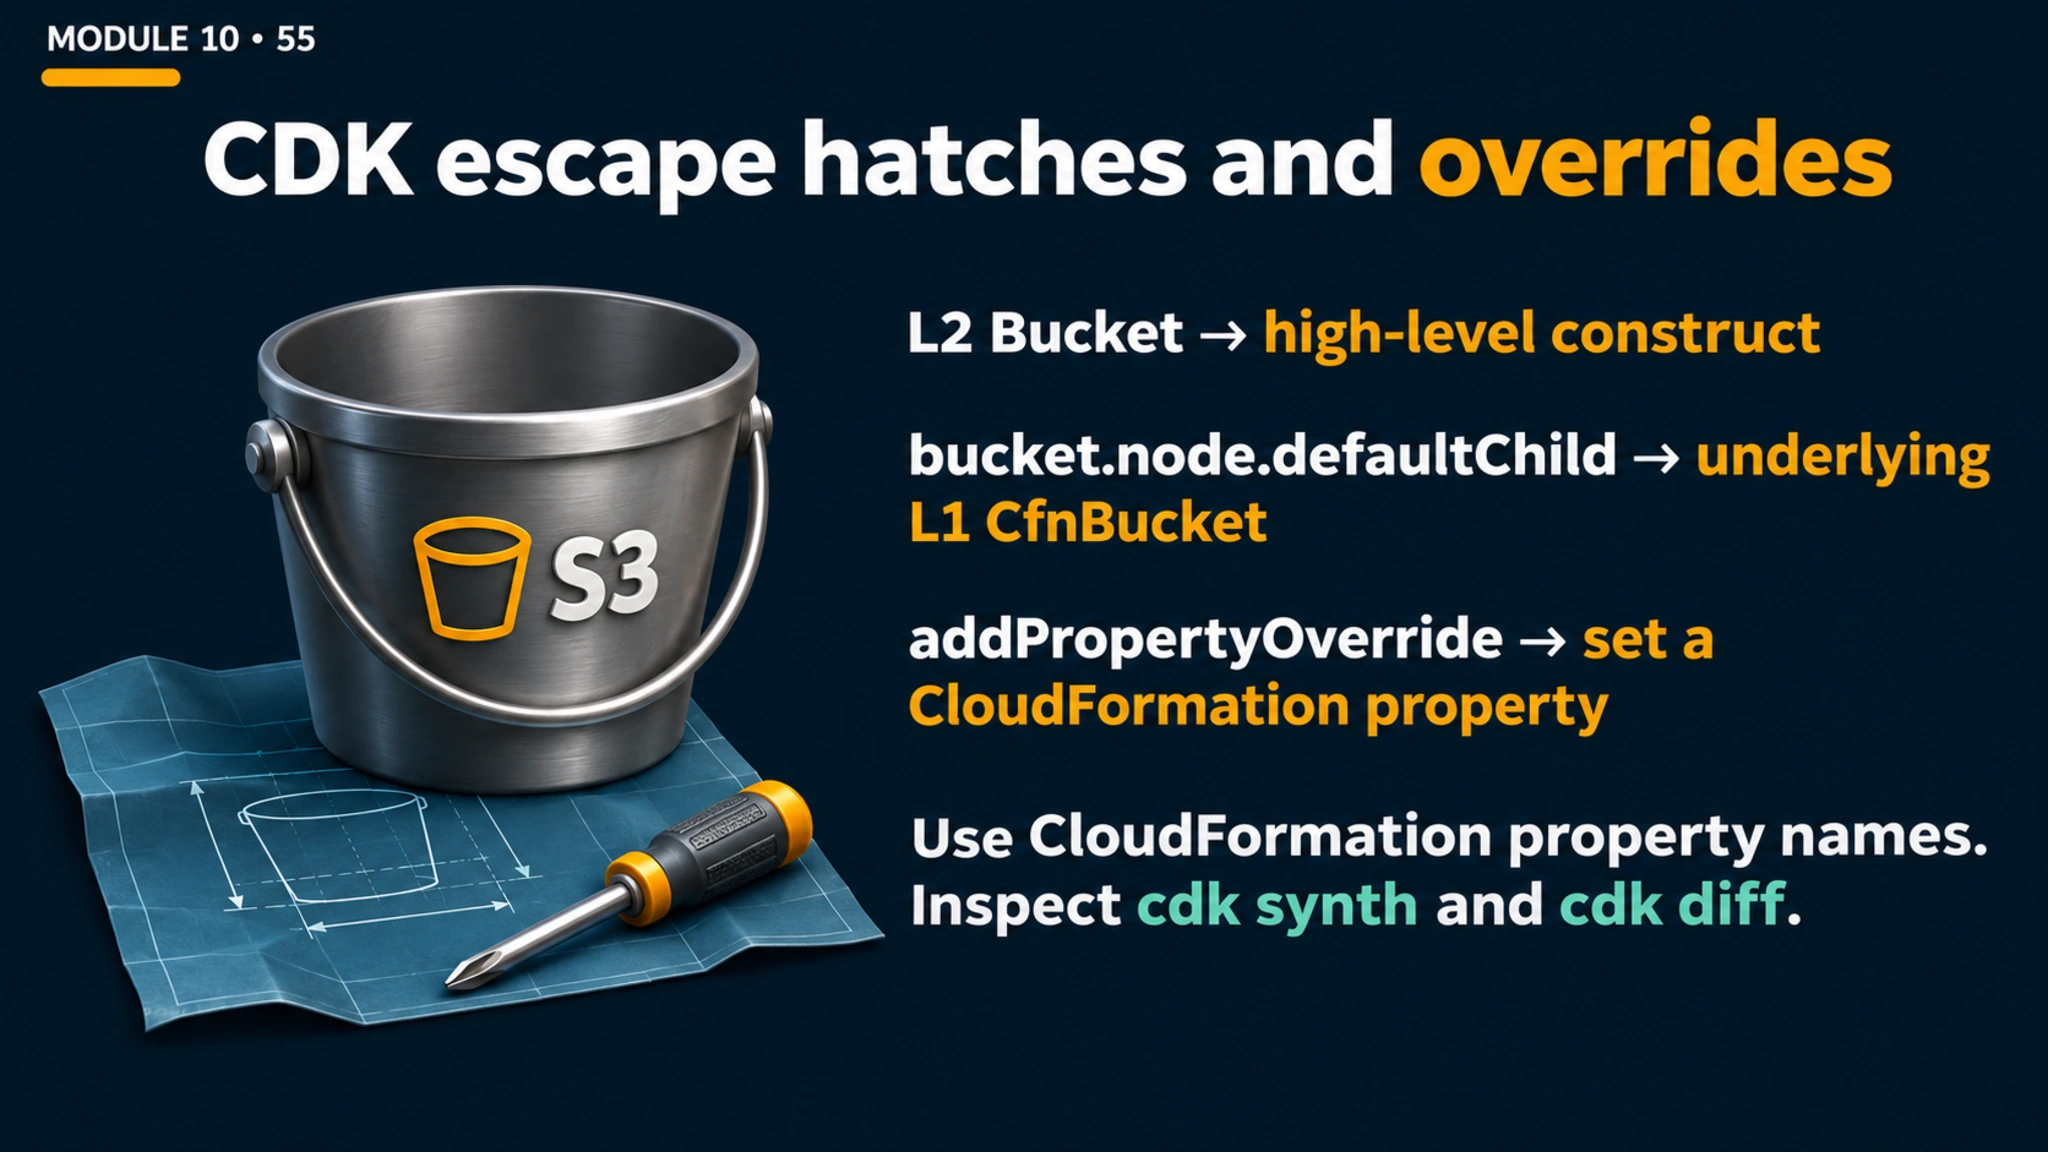 MODULE 10 • 55
CDK escape hatches and overrides
S3
L2 Bucket → high-level construct
bucket.node.defaultChild → underlying
L1 CfnBucket
addPropertyOverride → set a
CloudFormation property
Use CloudFormation property names.
Inspect cdk synth and cdk diff.